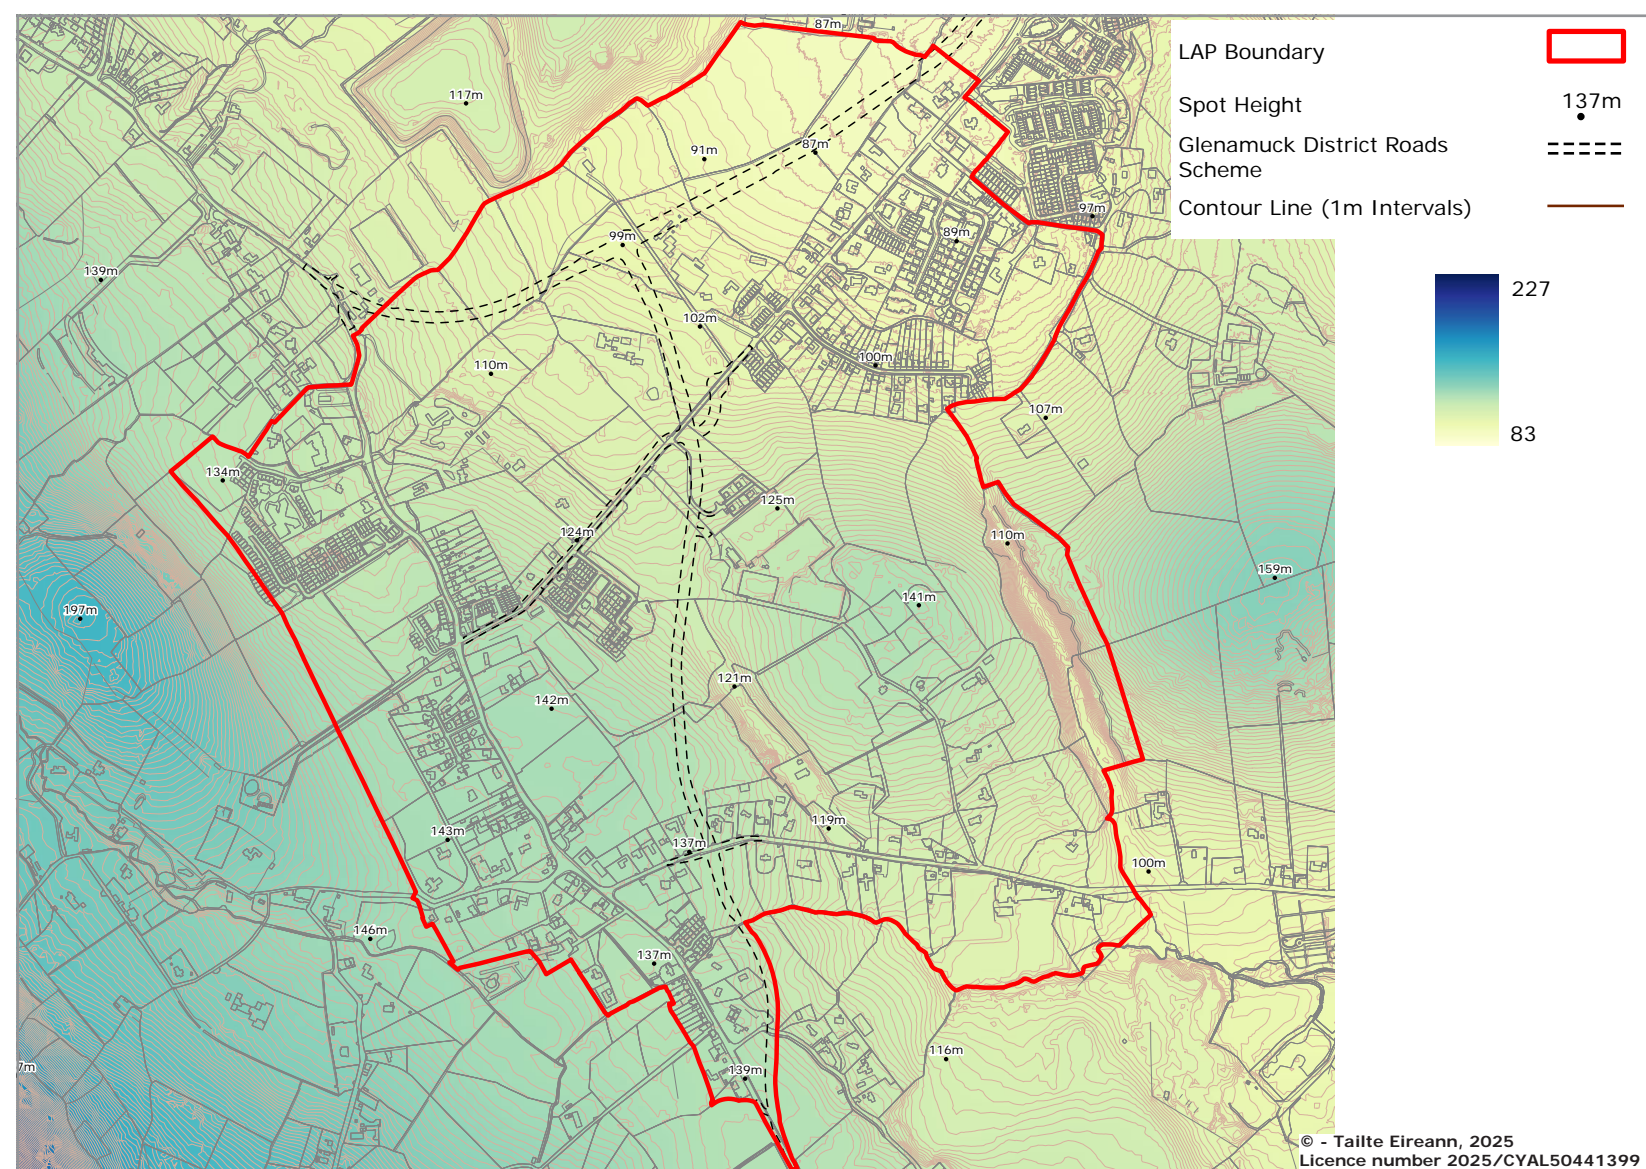 87m
LAP Boundary
117m
Spot Height
137m
Glenamuck District Roads
Scheme
91m
87m
Contour Line (1m Intervals)
97m
99m
89m
139m
227
102m
100m
110m
83
107m
134m
125m
124m
110m
159m
141m
197m
121m
142m
119m
143m
137m
100m
146m
137m
116m
7m
139m
© - Tailte Eireann, 2025
Licence number 2025/CYAL50441399